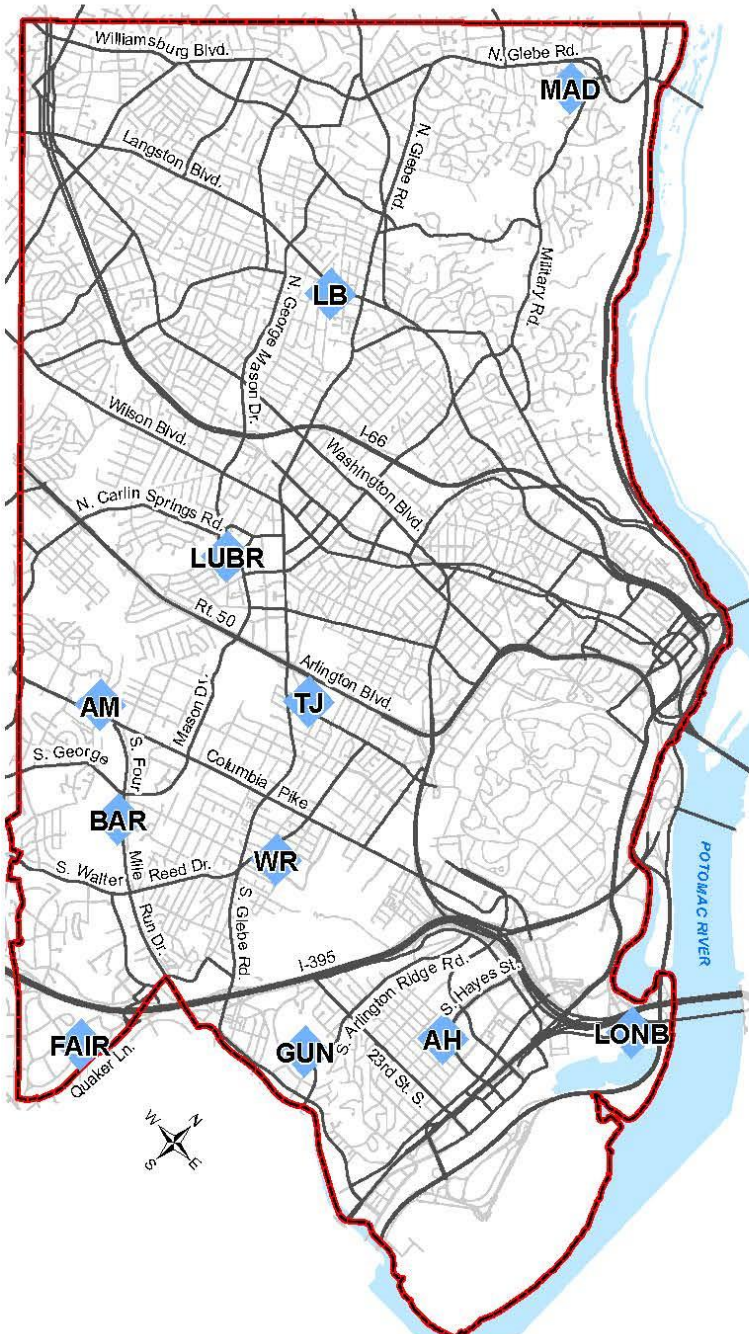 Williamsburg Blvd.
N. Glebe Rd.
MAD
Langston Blvd.
N. Glebe Rd.
Military Rd.
LB
N. George Mason Dr.
Wilson Blvd.
I-66
Washington Blvd.
N. Carlin Springs Rd.
LUBR
Rt. 50
Arlington Blvd.
AM
TJ
Mason Dr.
S. George
S. Four
Columbia Pike
BAR
Mile
WR
S. Walter Reed Dr.
Run Dr.
S. Glebe Rd.
POTOMAC RIVER
I-395
S. Arlington Ridge Rd.
S. Hayes St.
FAIR
GUN
AH
LONB
Quaker Ln.
23rd St. S.
W
N
S
E